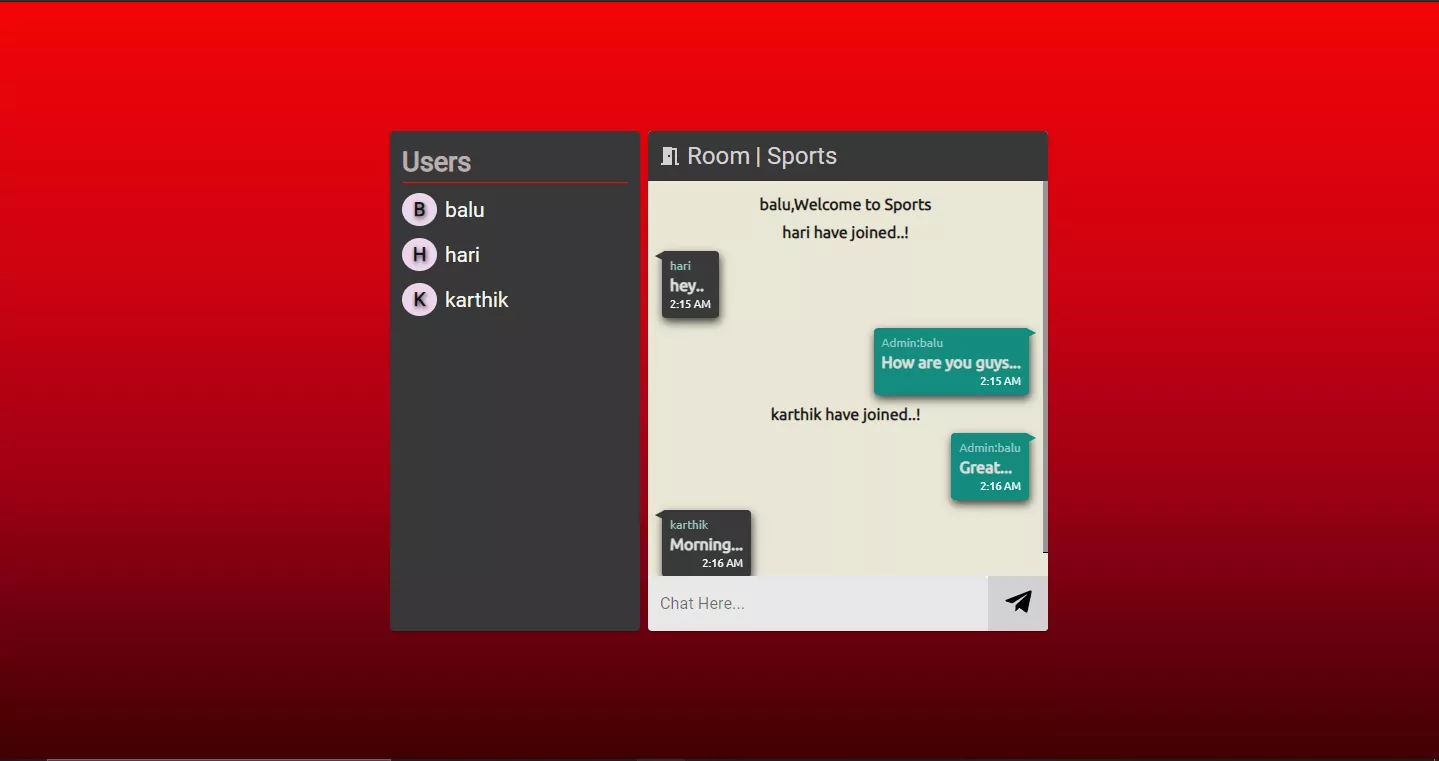 Users
B balu
H hari
K karthik
Room | Sports
balu,Welcome to Sports
hari have joined..!
hari
hey..
2:15 AM
Admin:balu
How are you guys...
2:15 AM
karthik have joined..!
Admin:balu
Great...
2:16 AM
karthik
Morning...
2:16 AM
Chat Here...